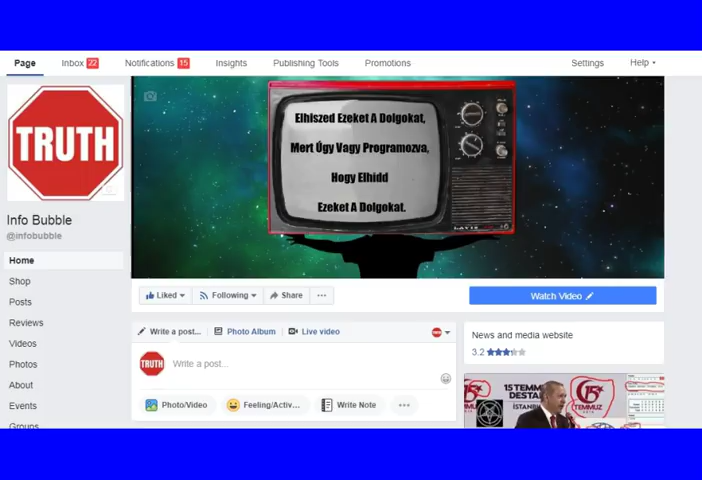 Page Inbox 22 Notifications 15 Insights Publishing Tools Promotions Settings Help
TRUTH
Info Bubble
@infobubble
Home
Shop
Posts
Reviews
Videos
Photos
About
Events
Groups
Elhiszed Ezeket A Dolgokat,
Mert Úgy Vagy Programozva,
Hogy Elhidd
Ezeket A Dolgokat.
Liked Following Share ... Watch Video
Write a post... Photo Album Live video
TRUTH Write a post...
Photo/Video Feeling/Activ... Write Note ...
News and media website
3.2
15 TEMMUZ
DESTA
İSTANBUL
15
TEMMUZ